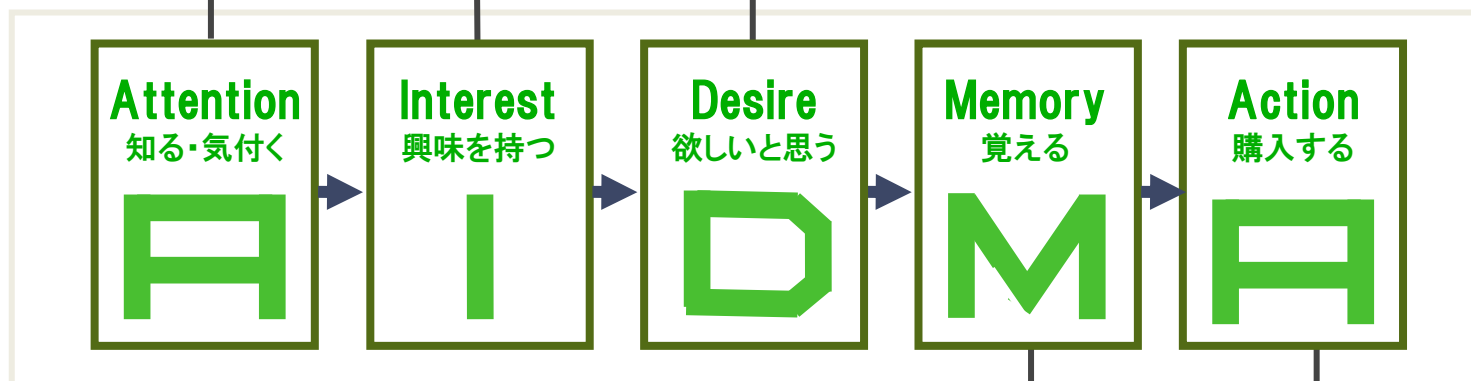 Attention
知る・気付く
A
Interest
興味を持つ
I
Desire
欲しいと思う
D
Memory
覚える
M
Action
購入する
A